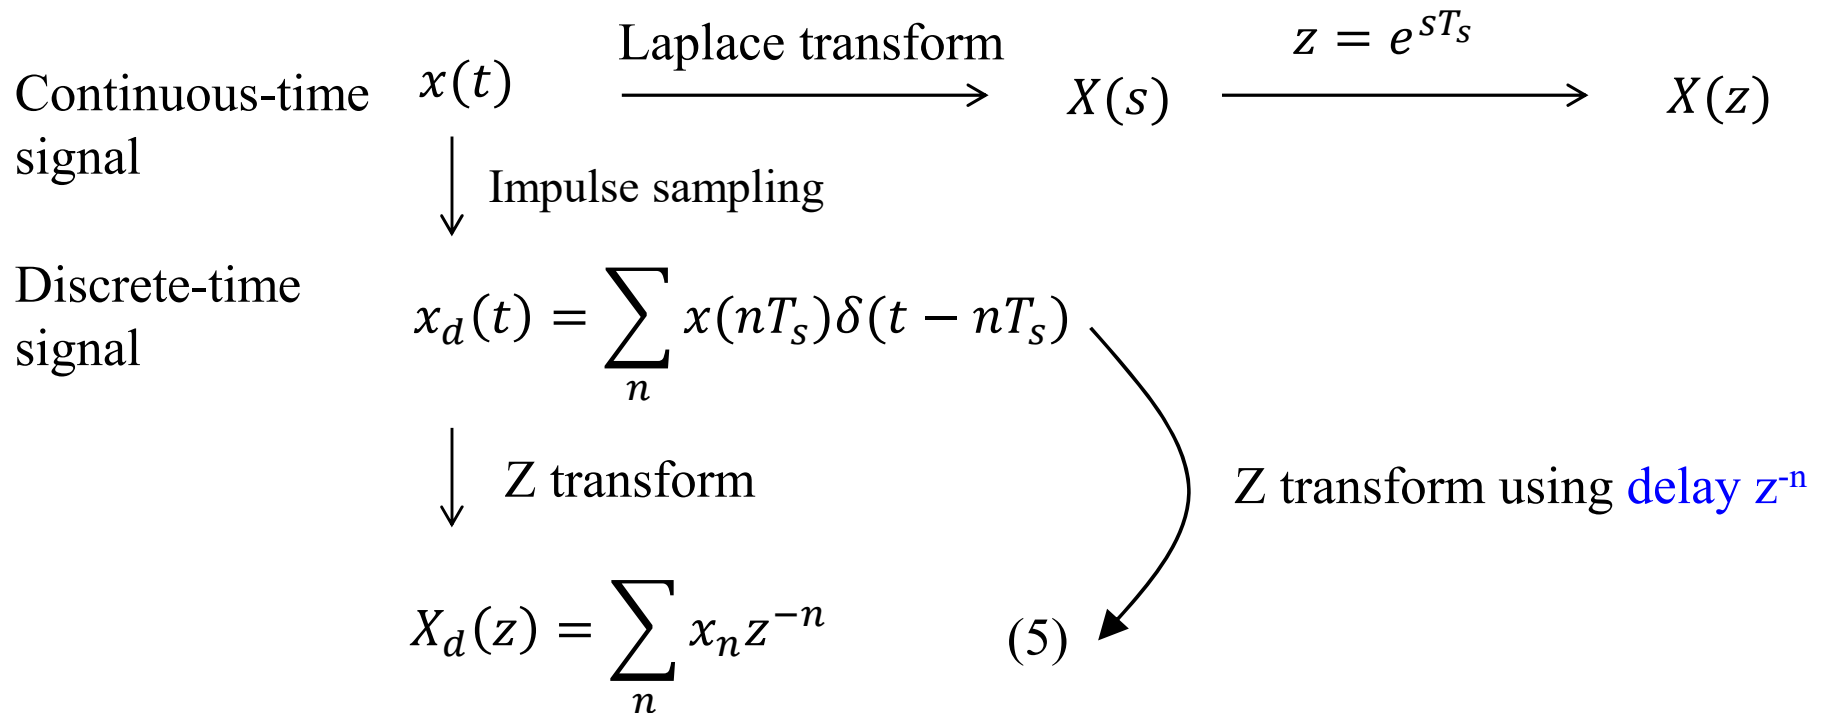 Continuous-time signal
x(t)
Laplace transform
X(s)
z = e^{sT_s}
X(z)
Impulse sampling
Discrete-time signal
x_d(t) = ∑_n x(nT_s)δ(t − nT_s)
Z transform
Z transform using delay z^{-n}
X_d(z) = ∑_n x_n z^{−n} (5)